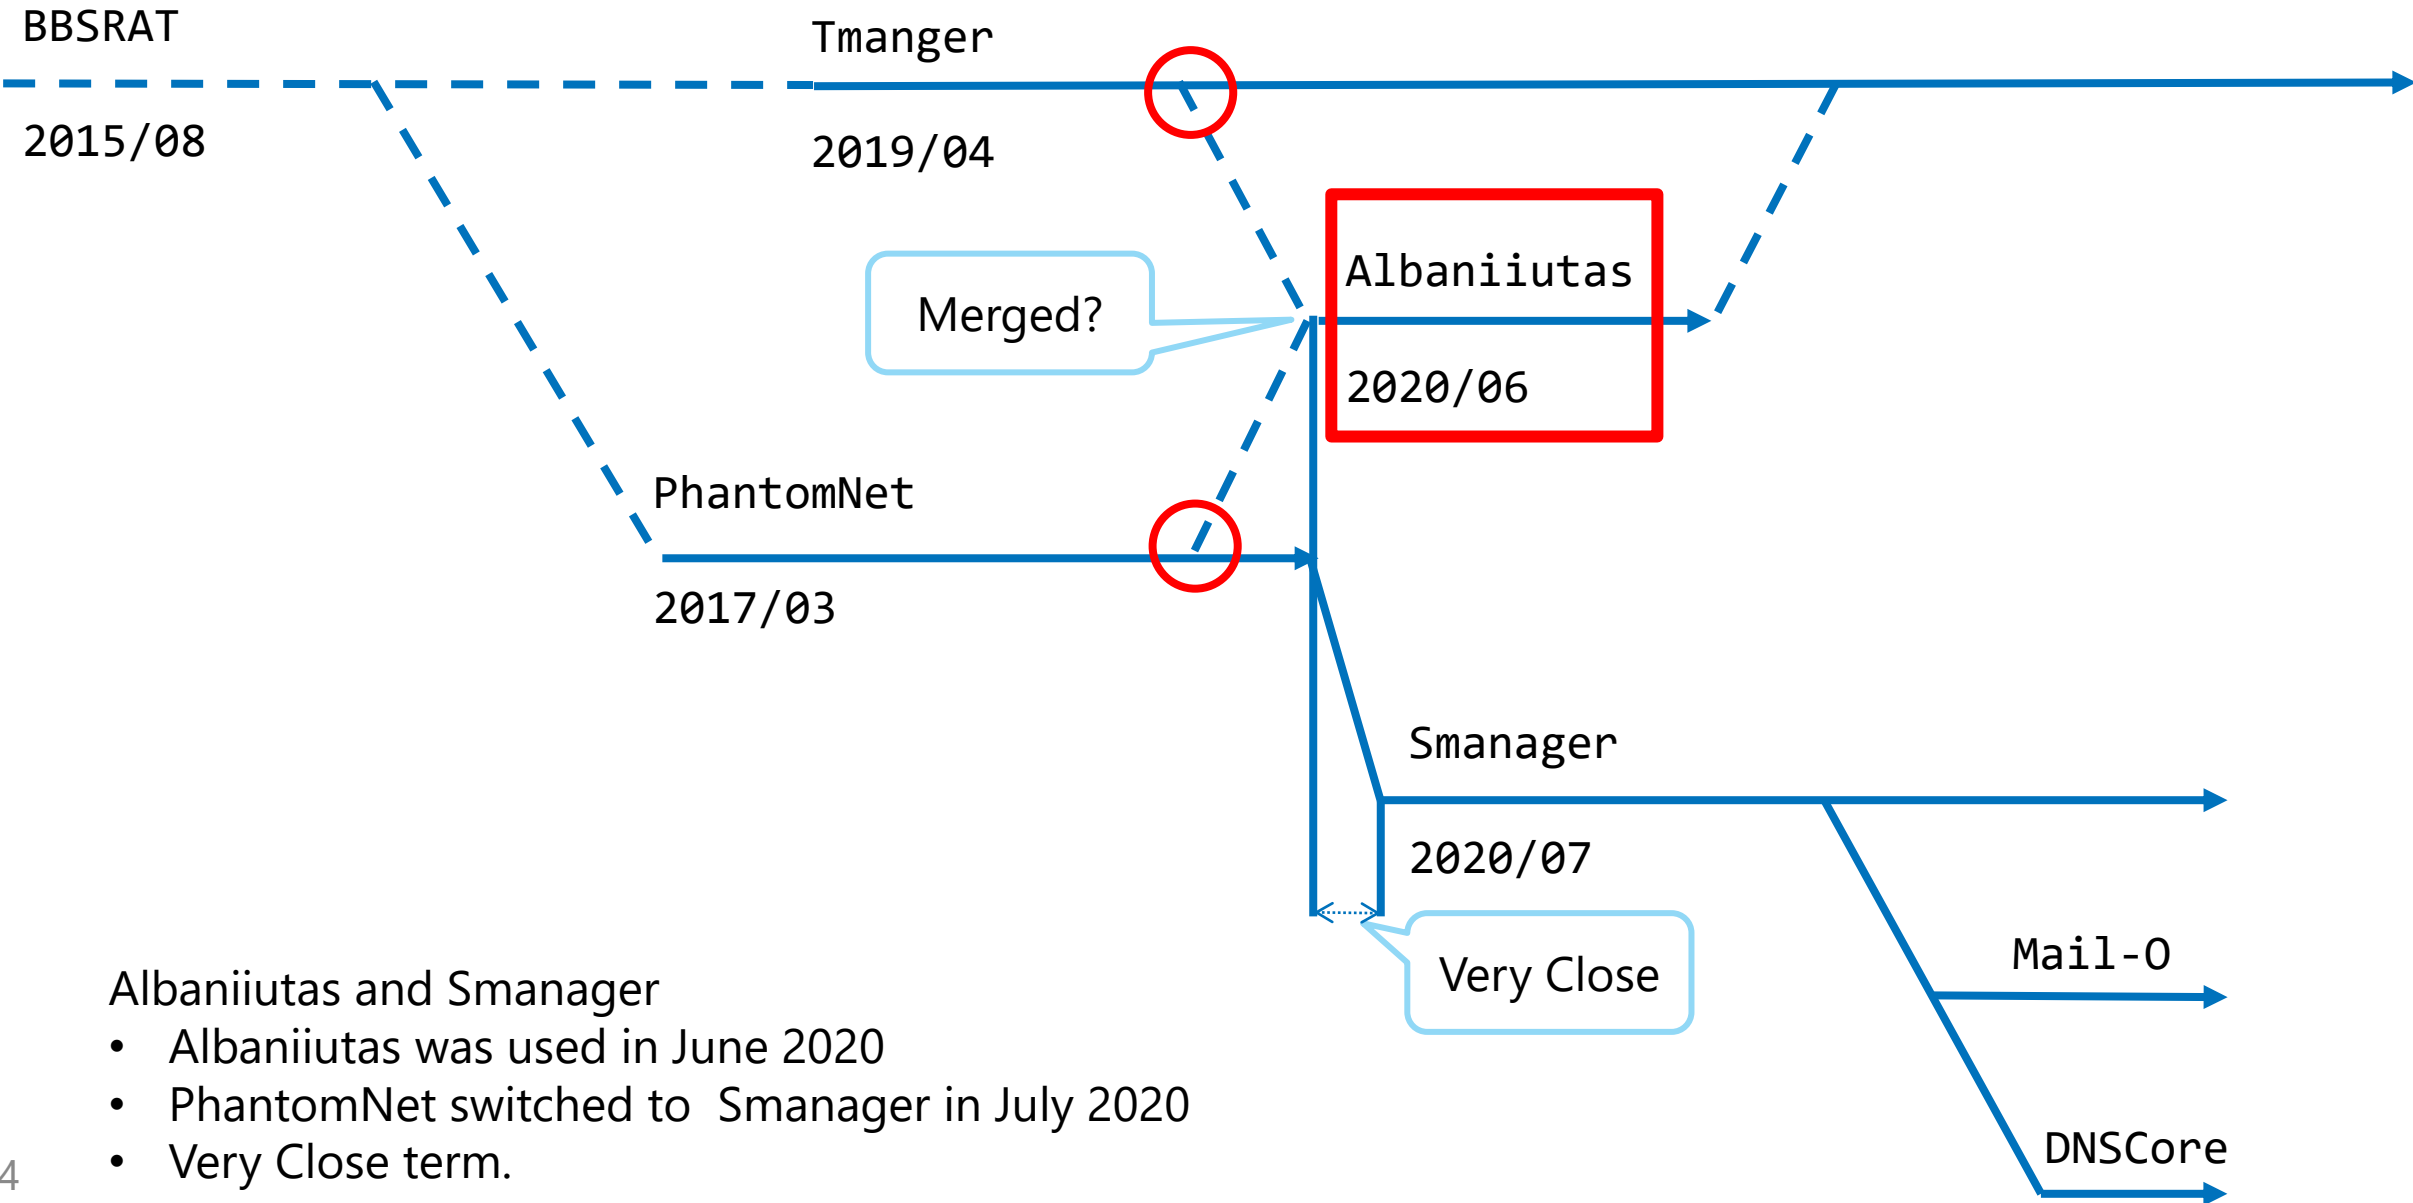 BBSRAT
2015/08
Tmanger
2019/04
Merged?
Albaniiutas
2020/06
PhantomNet
2017/03
Smanager
2020/07
Very Close
Mail-O
DNSCore
Albaniiutas and Smanager
• Albaniiutas was used in June 2020
• PhantomNet switched to  Smanager in July 2020
• Very Close term.
4